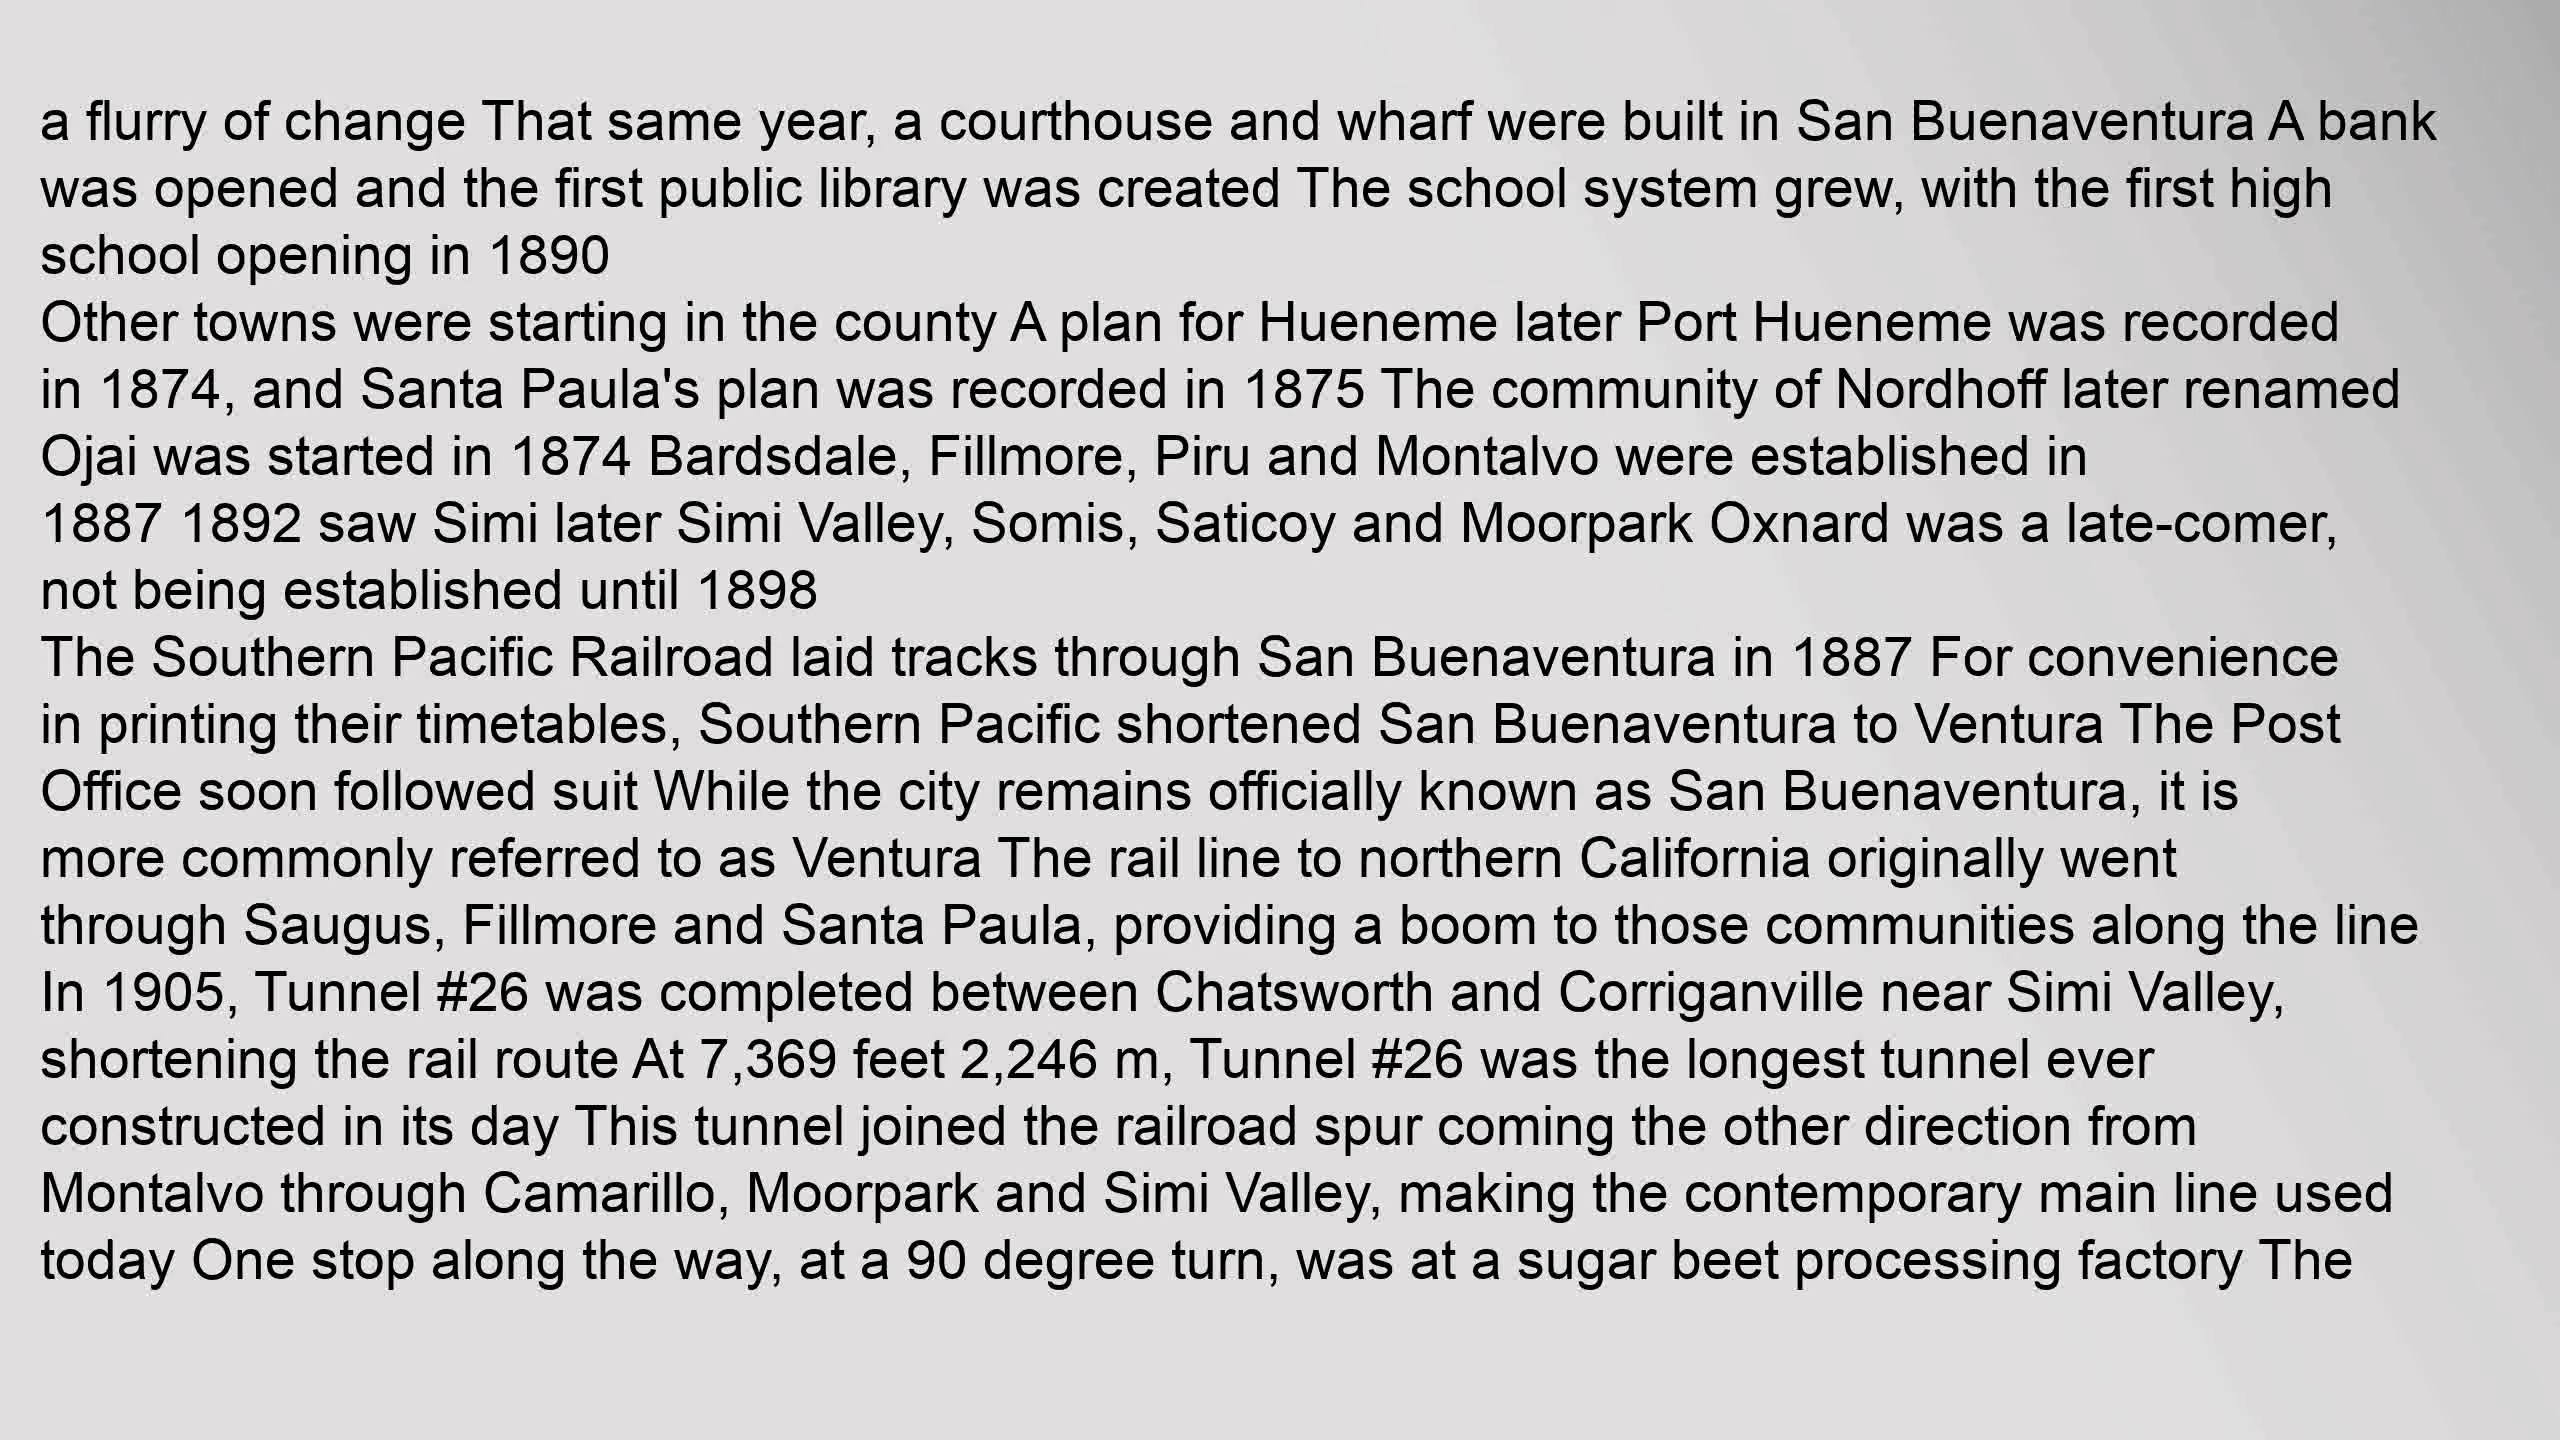 a flurry of change That same year, a courthouse and wharf were built in San Buenaventura A bank
was opened and the first public library was created The school system grew, with the first high
school opening in 1890
Other towns were starting in the county A plan for Hueneme later Port Hueneme was recorded
in 1874, and Santa Paula's plan was recorded in 1875 The community of Nordhoff later renamed
Ojai was started in 1874 Bardsdale, Fillmore, Piru and Montalvo were established in
1887 1892 saw Simi later Simi Valley, Somis, Saticoy and Moorpark Oxnard was a late-comer,
not being established until 1898
The Southern Pacific Railroad laid tracks through San Buenaventura in 1887 For convenience
in printing their timetables, Southern Pacific shortened San Buenaventura to Ventura The Post
Office soon followed suit While the city remains officially known as San Buenaventura, it is
more commonly referred to as Ventura The rail line to northern California originally went
through Saugus, Fillmore and Santa Paula, providing a boom to those communities along the line
In 1905, Tunnel #26 was completed between Chatsworth and Corriganville near Simi Valley,
shortening the rail route At 7,369 feet 2,246 m, Tunnel #26 was the longest tunnel ever
constructed in its day This tunnel joined the railroad spur coming the other direction from
Montalvo through Camarillo, Moorpark and Simi Valley, making the contemporary main line used
today One stop along the way, at a 90 degree turn, was at a sugar beet processing factory The